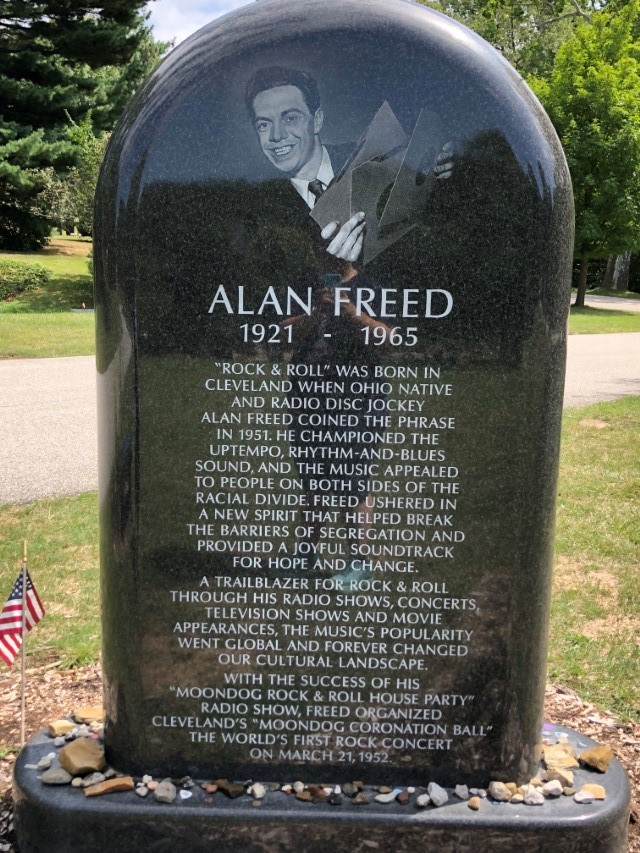 ALAN FREED
1921 - 1965
"ROCK & ROLL" WAS BORN IN
CLEVELAND WHEN OHIO NATIVE
AND RADIO DISC JOCKEY
ALAN FREED COINED THE PHRASE
IN 1951. HE CHAMPIONED THE
UPTEMPO, RHYTHM-AND-BLUES
SOUND, AND THE MUSIC APPEALED
TO PEOPLE ON BOTH SIDES OF THE
RACIAL DIVIDE. FREED USHERED IN
A NEW SPIRIT THAT HELPED BREAK
THE BARRIERS OF SEGREGATION AND
PROVIDED A JOYFUL SOUNDTRACK
FOR HOPE AND CHANGE.
A TRAILBLAZER FOR ROCK & ROLL
THROUGH HIS RADIO SHOWS, CONCERTS,
TELEVISION SHOWS AND MOVIE
APPEARANCES, THE MUSIC'S POPULARITY
WENT GLOBAL AND FOREVER CHANGED
OUR CULTURAL LANDSCAPE.
WITH THE SUCCESS OF HIS
"MOONDOG ROCK & ROLL HOUSE PARTY"
RADIO SHOW, FREED ORGANIZED
CLEVELAND'S "MOONDOG CORONATION BALL"
THE WORLD'S FIRST ROCK CONCERT
ON MARCH 21, 1952.